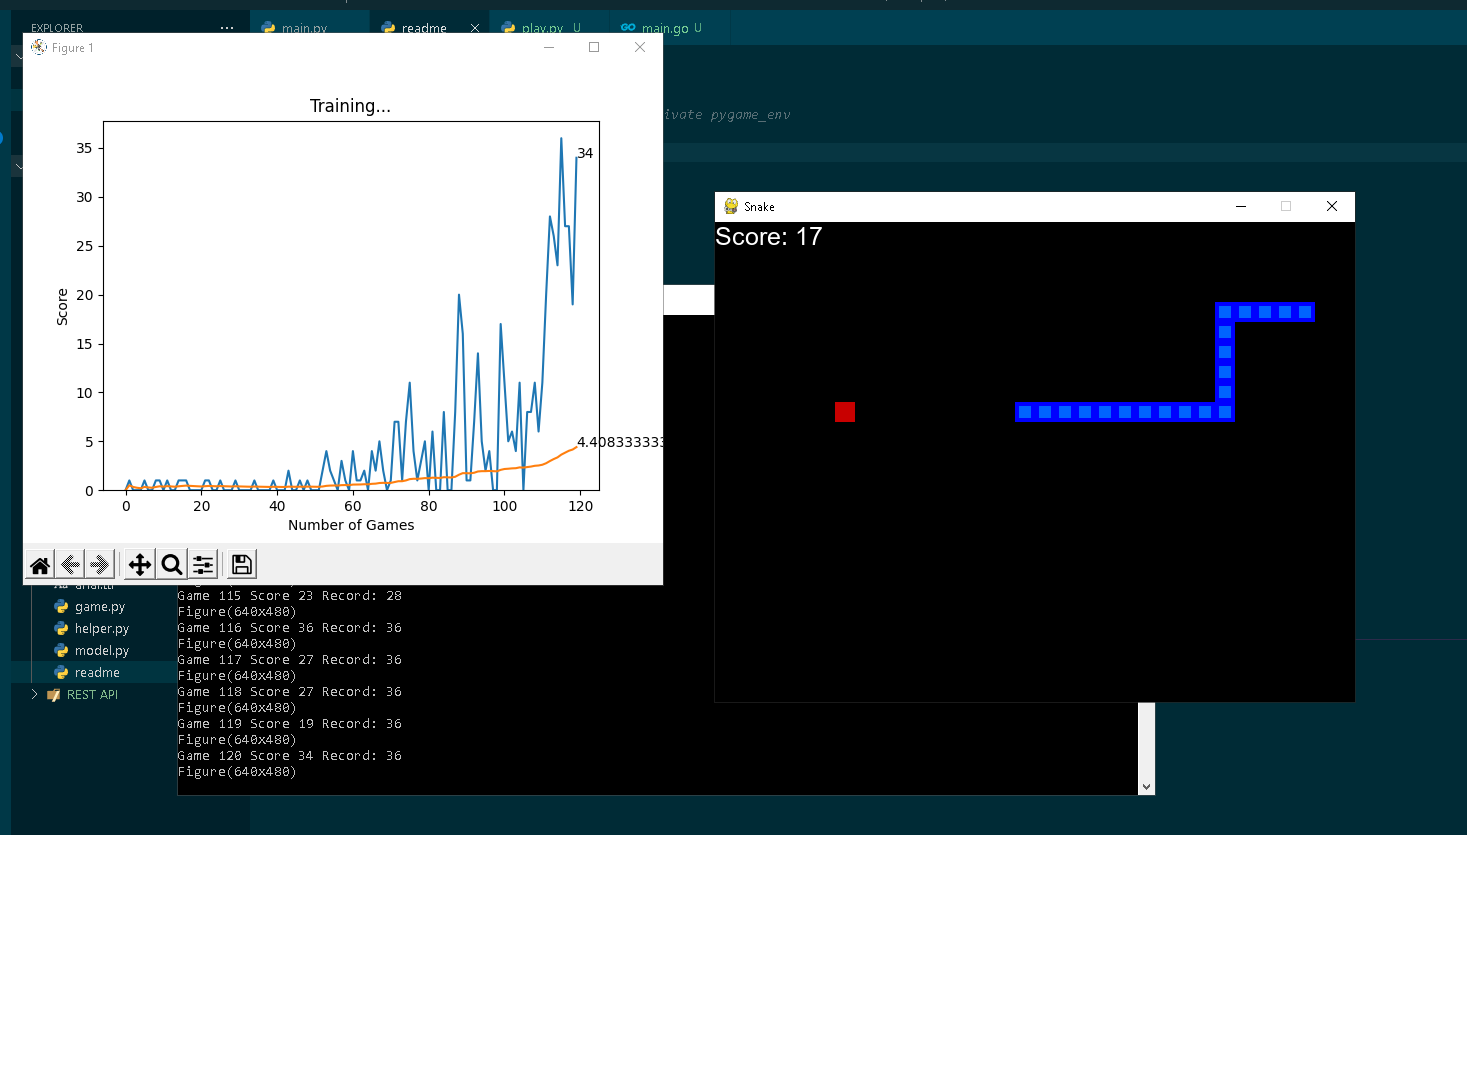 EXPLORER
···
main.py
readme
play.py U
main.go U
Figure 1
Training...
35
30
25
20
15
10
5
0
Score
34
4.408333333
0 20 40 60 80 100 120
Number of Games
ivate pygame_env
Snake
Score: 17
game.py
helper.py
model.py
readme
REST API
Game 115 Score 23 Record: 28
Figure(640x480)
Game 116 Score 36 Record: 36
Figure(640x480)
Game 117 Score 27 Record: 36
Figure(640x480)
Game 118 Score 27 Record: 36
Figure(640x480)
Game 119 Score 19 Record: 36
Figure(640x480)
Game 120 Score 34 Record: 36
Figure(640x480)